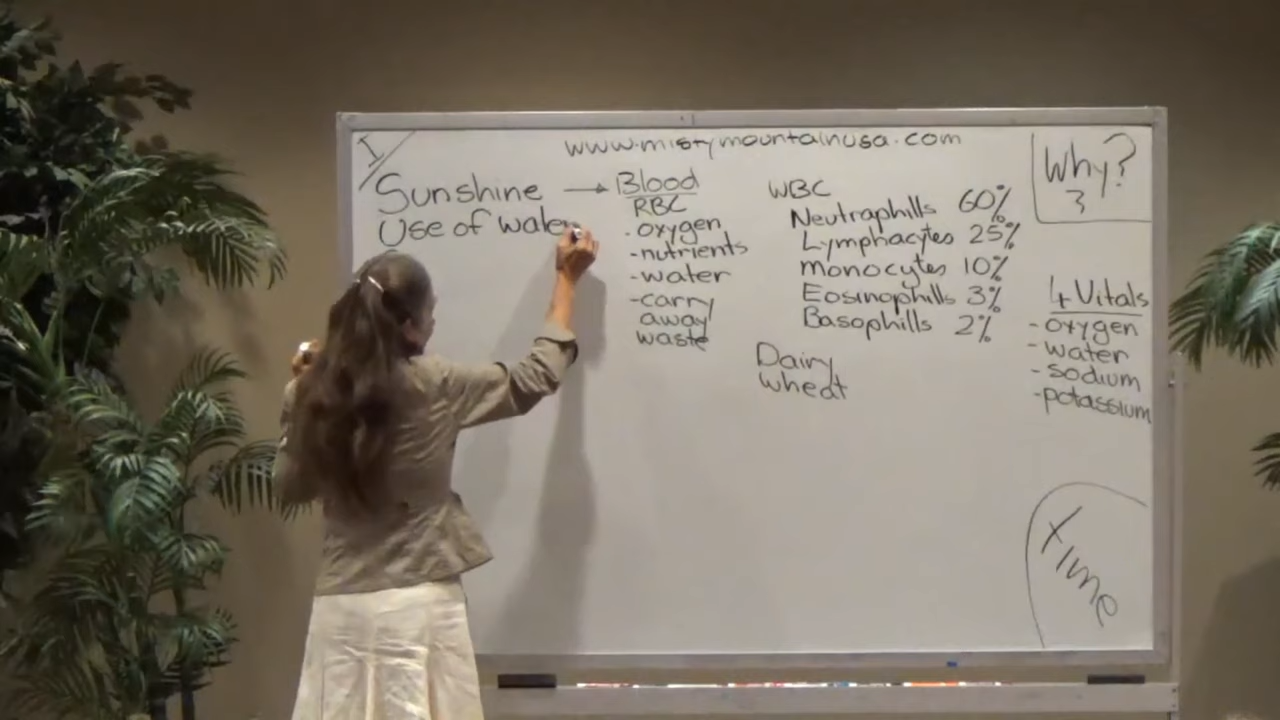 www.mistymountainusa.com
I
Sunshine → Blood
Use of water
RBC
- oxygen
- nutrients
- water
- carry
away
waste
WBC
Neutraphills 60%
Lymphacytes 25%
monocytes 10%
Eosinophills 3%
Basophills 2%
Dairy
wheat
Why?
3
4 Vitals
- oxygen
- water
- sodium
- potassium
Time